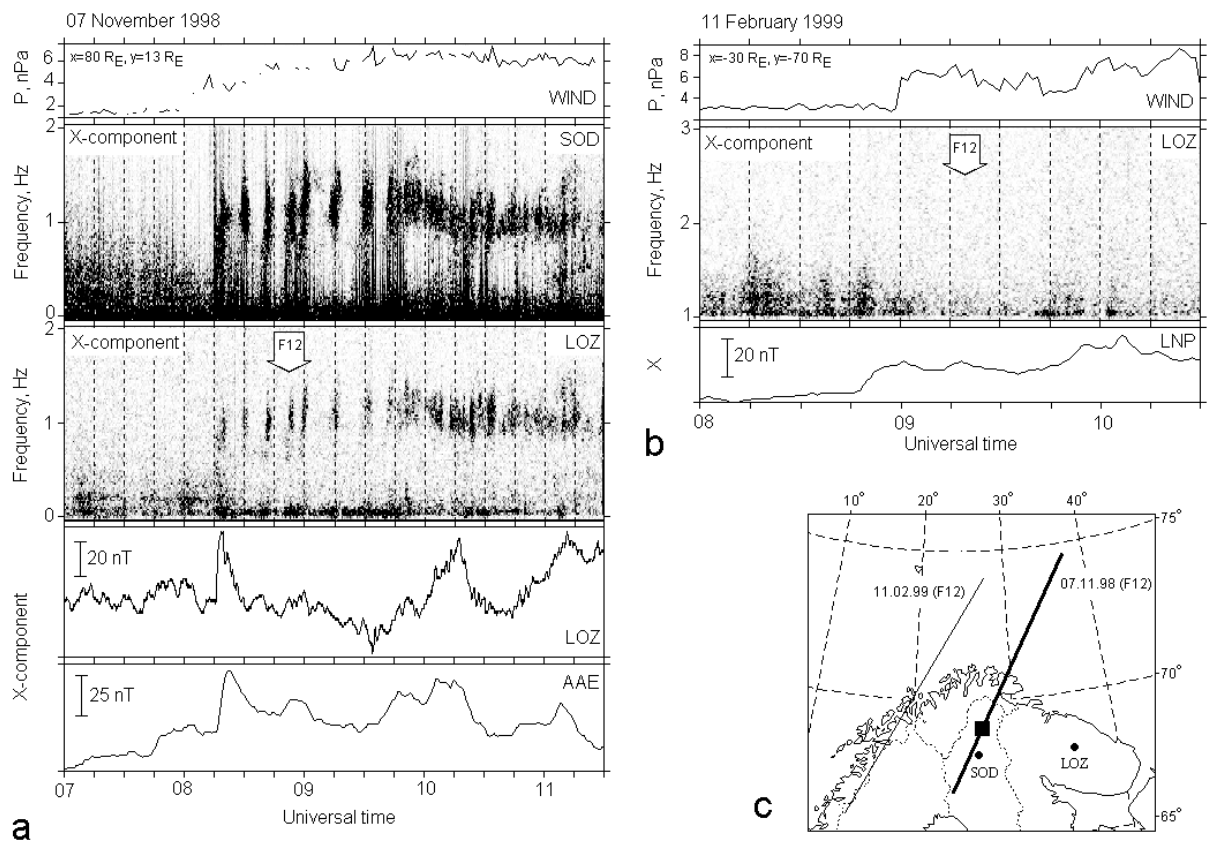 07 November 1998
x=80 RE, y=13 RE
6
4
2
P, nPa
WIND
X-component
SOD
2
1
0
Frequency, Hz
X-component
F12
LOZ
2
1
0
Frequency, Hz
20 nT
LOZ
X-component
25 nT
AAE
07 08 09 10 11
Universal time
a
11 February 1999
x=-30 RE, y=-70 RE
8
6
4
P, nPa
WIND
X-component
F12
LOZ
3
2
1
Frequency, Hz
X
20 nT
LNP
08 09 10
Universal time
b
10° 20° 30° 40°
75°
11.02.99 (F12)
07.11.98 (F12)
70°
SOD
LOZ
65°
c